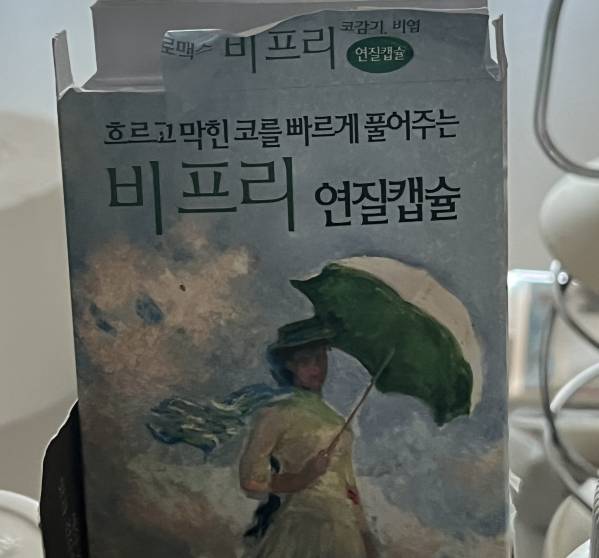 코감기, 비염
로맥스 비프리 연질캡슐
흐르고 막힌 코를 빠르게 풀어주는
비프리 연질캡슐